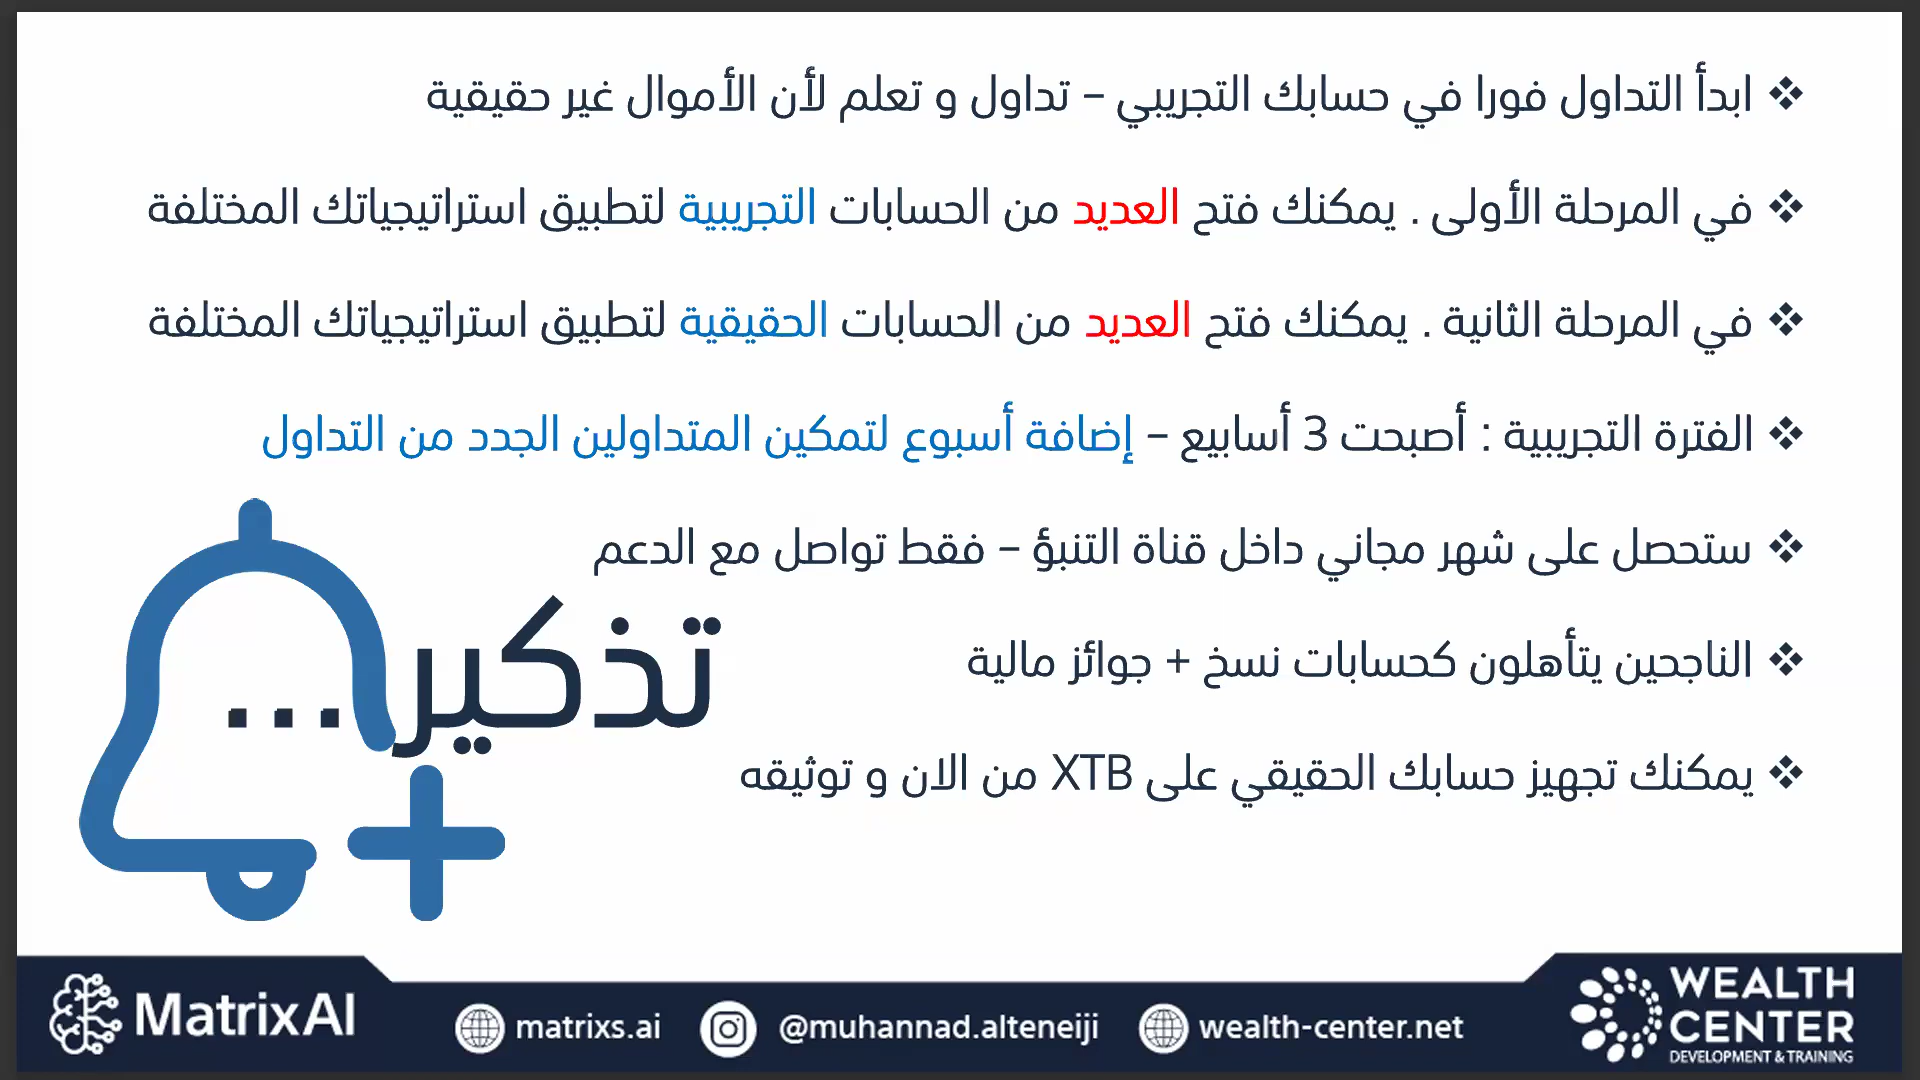 ابدأ التداول فورا في حسابك التجريبي – تداول و تعلم لأن الأموال غير حقيقية
في المرحلة الأولى . يمكنك فتح العديد من الحسابات التجريبية لتطبيق استراتيجياتك المختلفة
في المرحلة الثانية . يمكنك فتح العديد من الحسابات الحقيقية لتطبيق استراتيجياتك المختلفة
الفترة التجريبية : أصبحت 3 أسابيع – إضافة أسبوع لتمكين المتداولين الجدد من التداول
ستحصل على شهر مجاني داخل قناة التنبؤ – فقط تواصل مع الدعم
الناجحين يتأهلون كحسابات نسخ + جوائز مالية
يمكنك تجهيز حسابك الحقيقي على XTB من الان و توثيقه
تذكير ...
MatrixAI
matrixs.ai
@muhannad.alteneiji
wealth-center.net
WEALTH
CENTER
DEVELOPMENT & TRAINING